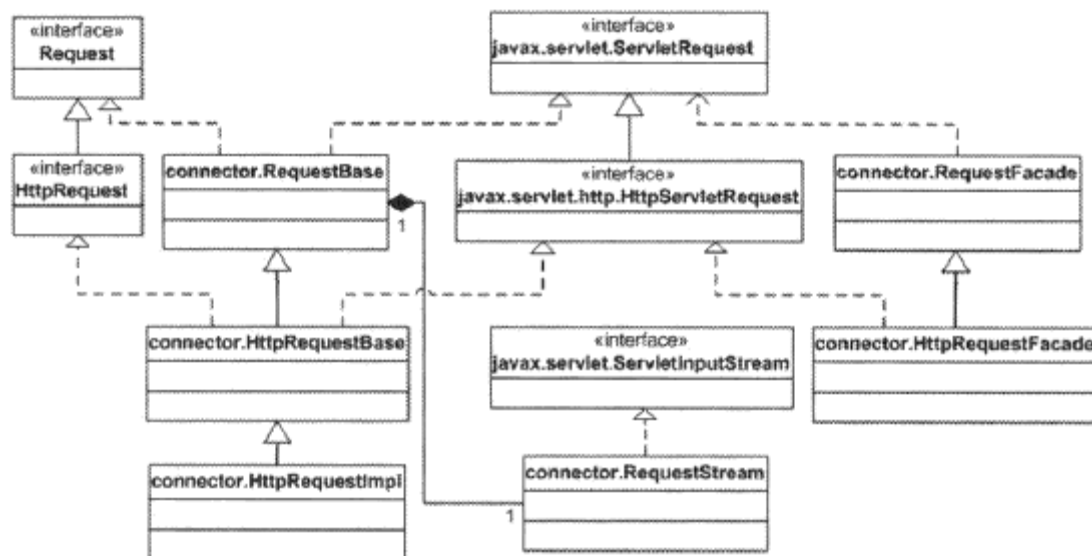 «interface»
Request
«interface»
javax.servlet.ServletRequest
«interface»
HttpRequest
connector.RequestBase
«interface»
javax.servlet.http.HttpServletRequest
connector.RequestFacade
1
connector.HttpRequestBase
«interface»
javax.servlet.ServletInputStream
connector.HttpRequestFacade
connector.HttpRequestImpl
connector.RequestStream
1